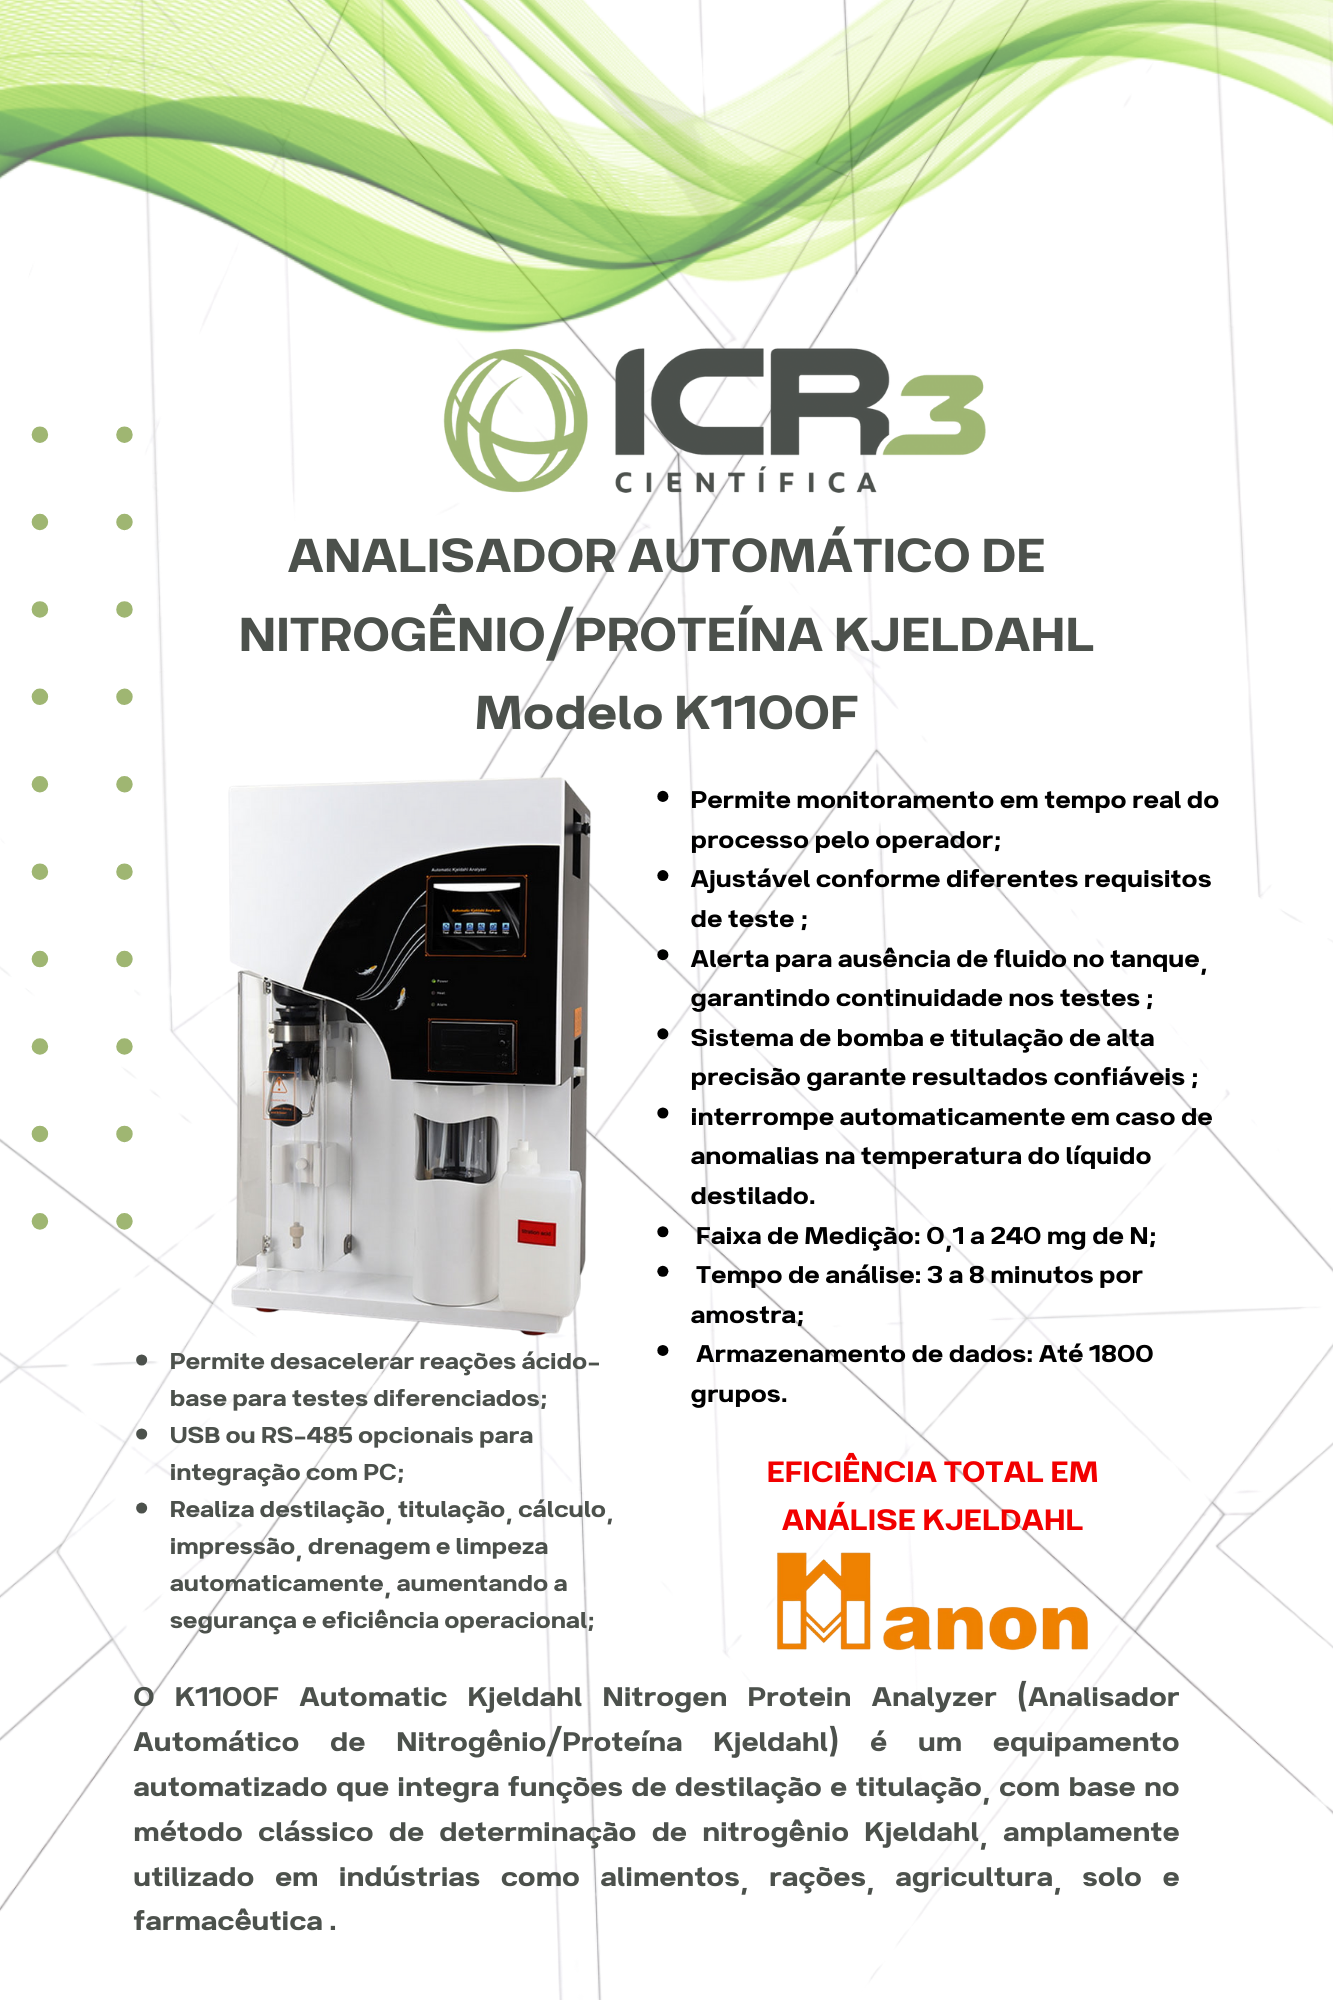 ICR3
CIENTÍFICA
ANALISADOR AUTOMÁTICO DE
NITROGÊNIO/PROTEÍNA KJELDAHL
Modelo K1100F
Automatic Kjeldahl Analyzer
Automatic Kjeldahl Analyzer
Power
• Permite monitoramento em tempo real do
processo pelo operador;
• Ajustável conforme diferentes requisitos
de teste ;
• Alerta para ausência de fluido no tanque,
garantindo continuidade nos testes ;
• Sistema de bomba e titulação de alta
precisão garante resultados confiáveis ;
• interrompe automaticamente em caso de
anomalias na temperatura do líquido
destilado.
• Faixa de Medição: 0,1 a 240 mg de N;
• Tempo de análise: 3 a 8 minutos por
amostra;
• Armazenamento de dados: Até 1800
grupos.
• Permite desacelerar reações ácido-
base para testes diferenciados;
• USB ou RS-485 opcionais para
integração com PC;
• Realiza destilação, titulação, cálculo,
impressão, drenagem e limpeza
automaticamente, aumentando a
segurança e eficiência operacional;
EFICIÊNCIA TOTAL EM
ANÁLISE KJELDAHL
Hanon
O K1100F Automatic Kjeldahl Nitrogen Protein Analyzer (Analisador
Automático de Nitrogênio/Proteína Kjeldahl) é um equipamento
automatizado que integra funções de destilação e titulação, com base no
método clássico de determinação de nitrogênio Kjeldahl, amplamente
utilizado em indústrias como alimentos, rações, agricultura, solo e
farmacêutica .